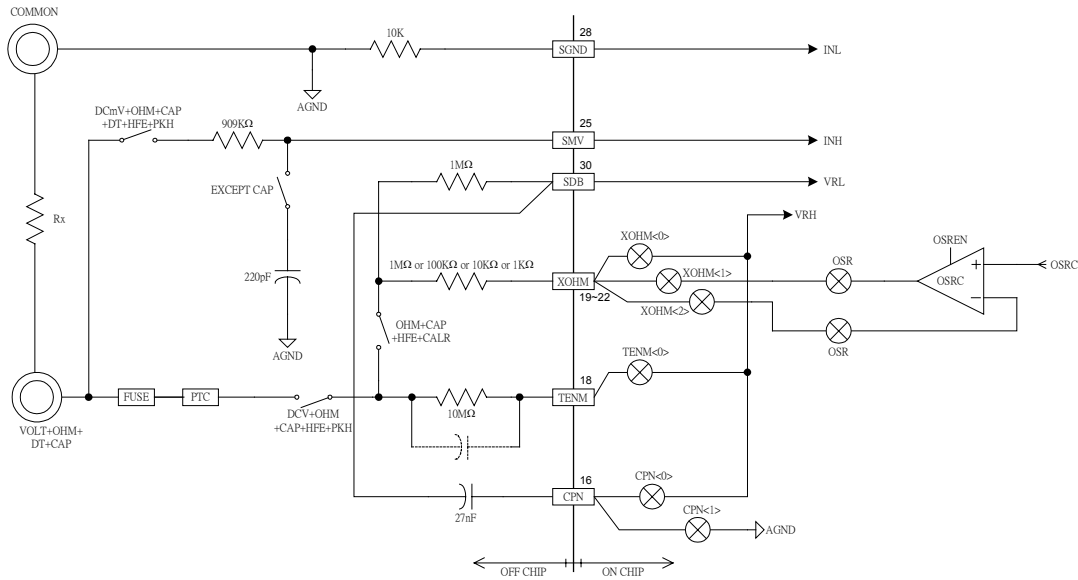 COMMON
10K
28
SGND
INL
AGND
DCmV+OHM+CAP
+DT+HFE+PKH
909KΩ
25
SMV
INH
1MΩ
30
SDB
VRL
EXCEPT CAP
VRH
Rx
XOHM<0>
OSREN
1MΩ or 100KΩ or 10KΩ or 1KΩ
XOHM
19~22
XOHM<1>
OSR
OSRC
+
−
OSRC
220pF
XOHM<2>
OSR
OHM+CAP
+HFE+CALR
AGND
TENM<0>
18
TENM
FUSE
PTC
10MΩ
VOLT+OHM+
DT+CAP
DCV+OHM
+CAP+HFE+PKH
16
CPN
CPN<0>
27nF
CPN<1>
AGND
OFF CHIP
ON CHIP